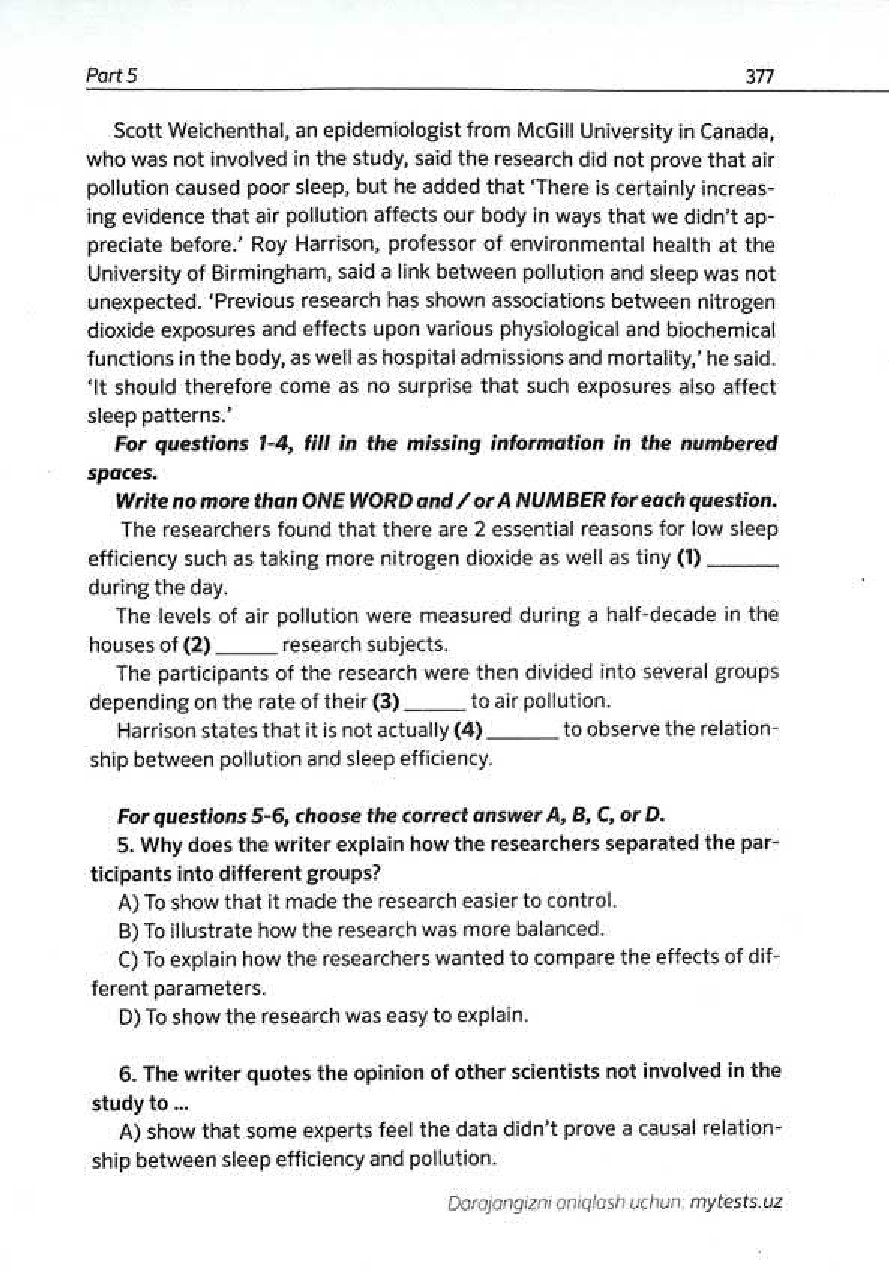 Part 5 377
Scott Weichenthal, an epidemiologist from McGill University in Canada,
who was not involved in the study, said the research did not prove that air
pollution caused poor sleep, but he added that ‘There is certainly increas-
ing evidence that air pollution affects our body in ways that we didn’t ap-
preciate before.’ Roy Harrison, professor of environmental health at the
University of Birmingham, said a link between pollution and sleep was not
unexpected. ‘Previous research has shown associations between nitrogen
dioxide exposures and effects upon various physiological and biochemical
functions in the body, as well as hospital admissions and mortality,’ he said.
‘It should therefore come as no surprise that such exposures also affect
sleep patterns.’
For questions 1-4, fill in the missing information in the numbered
spaces.
Write no more than ONE WORD and / or A NUMBER for each question.
The researchers found that there are 2 essential reasons for low sleep
efficiency such as taking more nitrogen dioxide as well as tiny (1) ______
during the day.
The levels of air pollution were measured during a half-decade in the
houses of (2) _____ research subjects.
The participants of the research were then divided into several groups
depending on the rate of their (3) _____ to air pollution.
Harrison states that it is not actually (4) ______ to observe the relation-
ship between pollution and sleep efficiency.
For questions 5-6, choose the correct answer A, B, C, or D.
5. Why does the writer explain how the researchers separated the par-
ticipants into different groups?
A) To show that it made the research easier to control.
B) To illustrate how the research was more balanced.
C) To explain how the researchers wanted to compare the effects of dif-
ferent parameters.
D) To show the research was easy to explain.
6. The writer quotes the opinion of other scientists not involved in the
study to ...
A) show that some experts feel the data didn’t prove a causal relation-
ship between sleep efficiency and pollution.
Darajangizni aniqlash uchun: mytests.uz